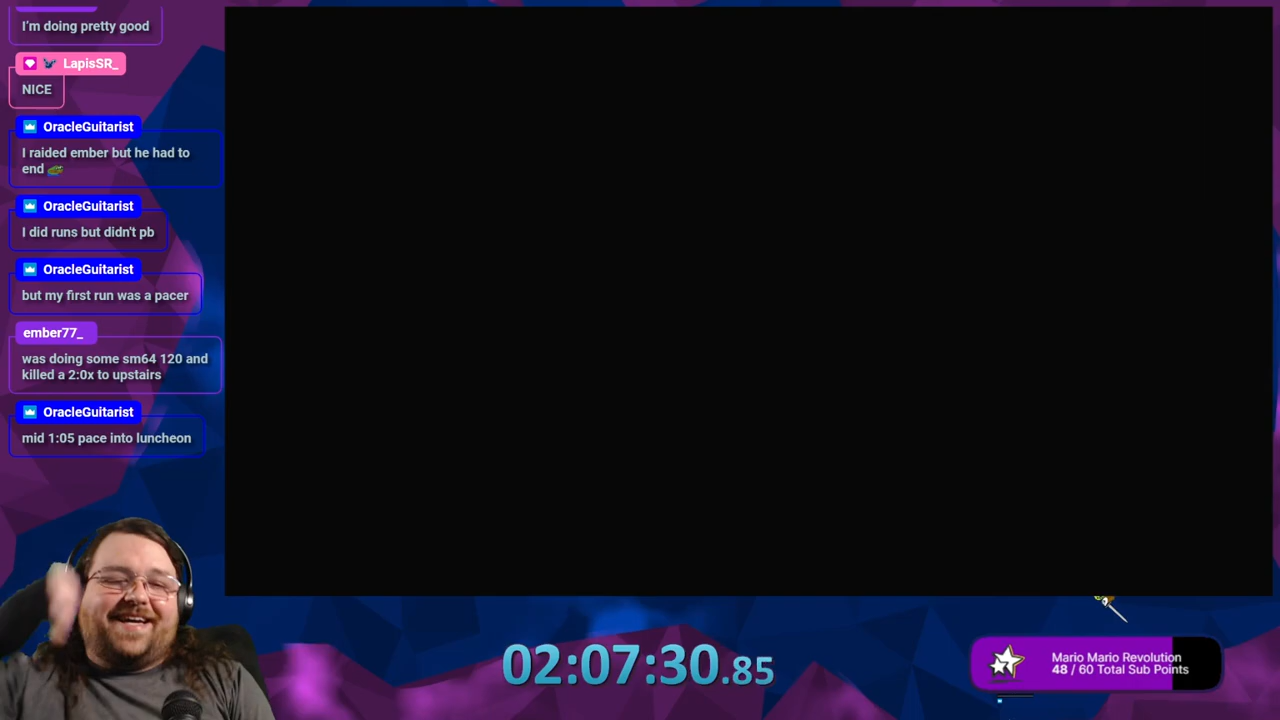 I'm doing pretty good
LapisSR_
NICE
OracleGuitarist
I raided ember but he had to
end
OracleGuitarist
I did runs but didn't pb
OracleGuitarist
but my first run was a pacer
ember77_
was doing some sm64 120 and
killed a 2:0x to upstairs
OracleGuitarist
mid 1:05 pace into luncheon
02:07:30.85
Mario Mario Revolution
48 / 60 Total Sub Points